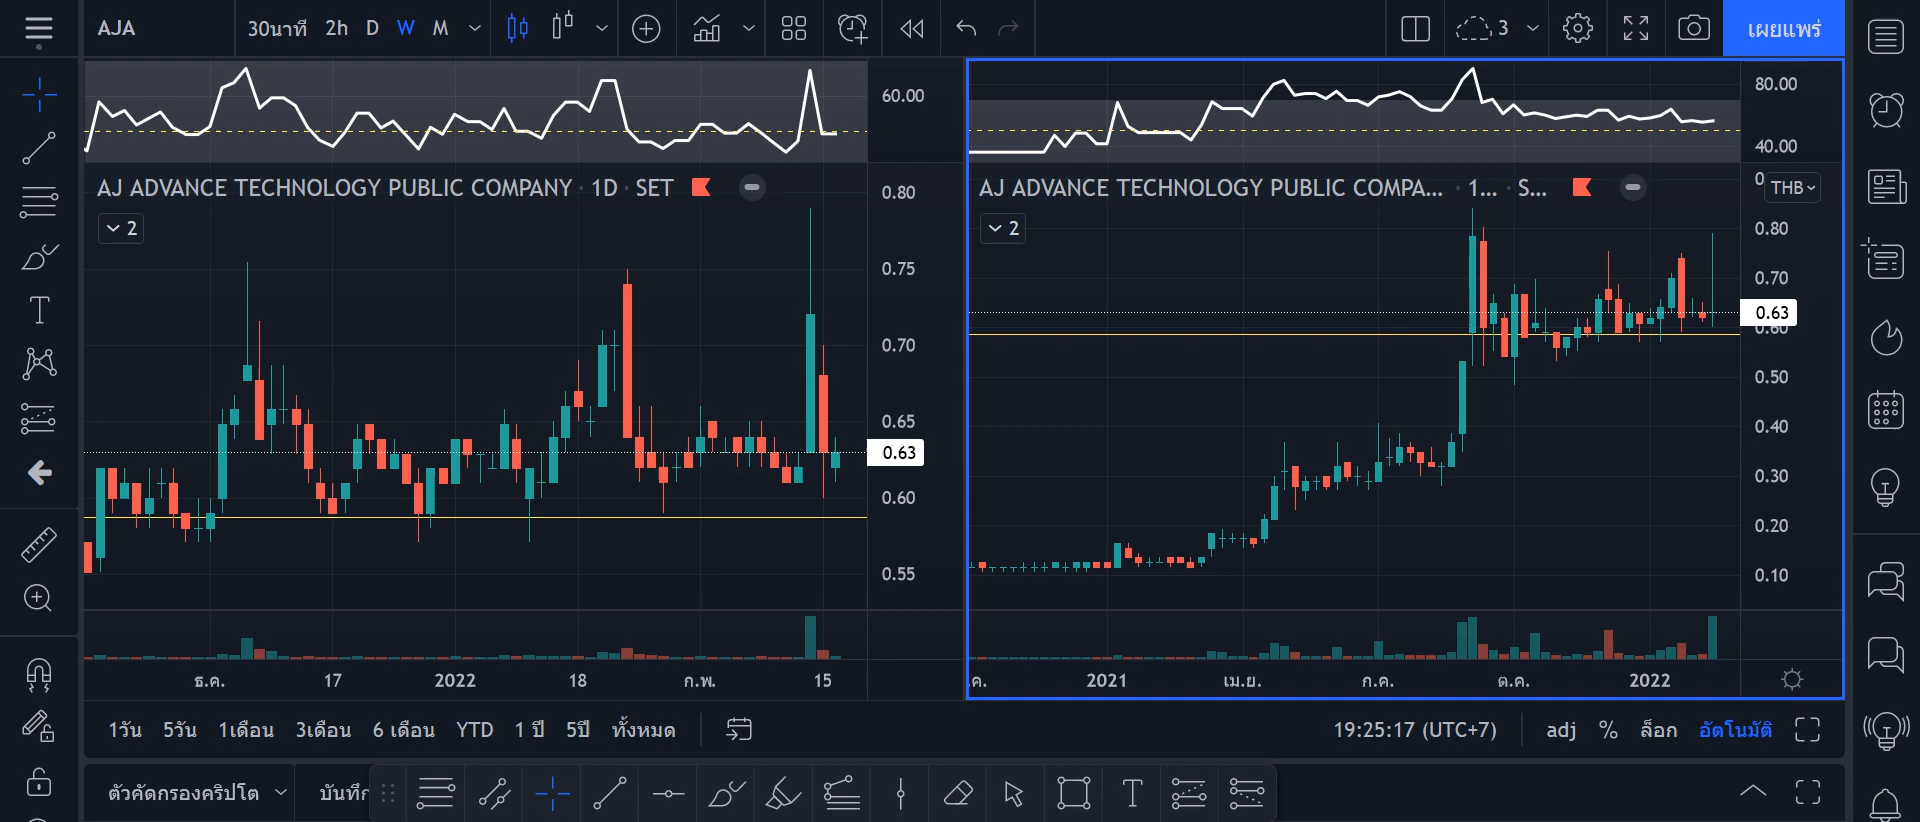 AJA 30นาที 2h D W M 3 เผยแพร่
60.00
AJ ADVANCE TECHNOLOGY PUBLIC COMPANY · 1D · SET
2
0.80
0.75
0.70
0.65
0.63
0.60
0.55
ธ.ค. 17 2022 18 ก.พ. 15
80.00
40.00
AJ ADVANCE TECHNOLOGY PUBLIC COMPA... · 1... · S...
THB
2
0.80
0.70
0.63
0.60
0.50
0.40
0.30
0.20
0.10
ค. 2021 เม.ย. ก.ค. ต.ค. 2022
1วัน 5วัน 1เดือน 3เดือน 6 เดือน YTD 1 ปี 5ปี ทั้งหมด 19:25:17 (UTC+7) adj % ล็อก อัตโนมัติ
ตัวคัดกรองคริปโต บันทึก